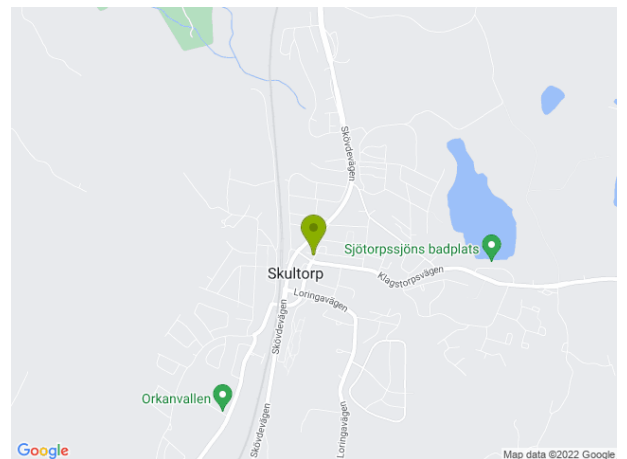 Skövdevägen
Sjötorpssjöns badplats
Skultorp
Klagstorpsvägen
Loringavägen
Skövdevägen
Orkanvallen
Loringavägen
Skövdevägen
Google
Map data ©2022 Google